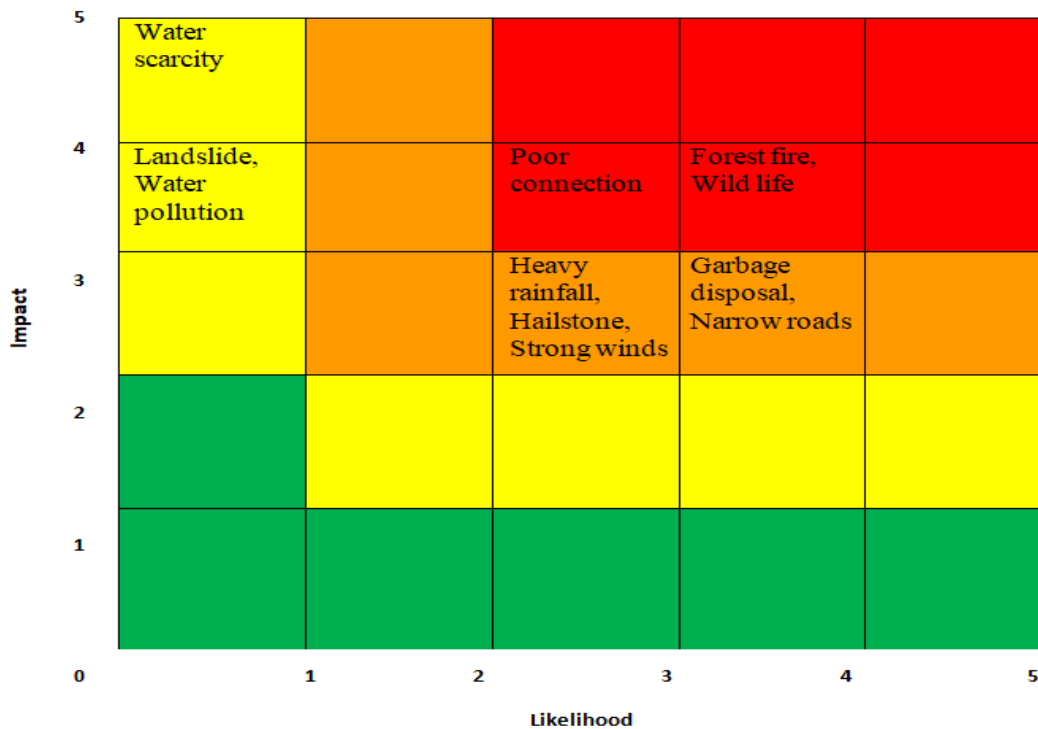 5
Water
scarcity
4
Landslide,
Water
pollution
Poor
connection
Forest fire,
Wild life
3
Heavy
rainfall,
Hailstone,
Strong winds
Garbage
disposal,
Narrow roads
Impact
2
1
0 1 2 3 4 5
Likelihood